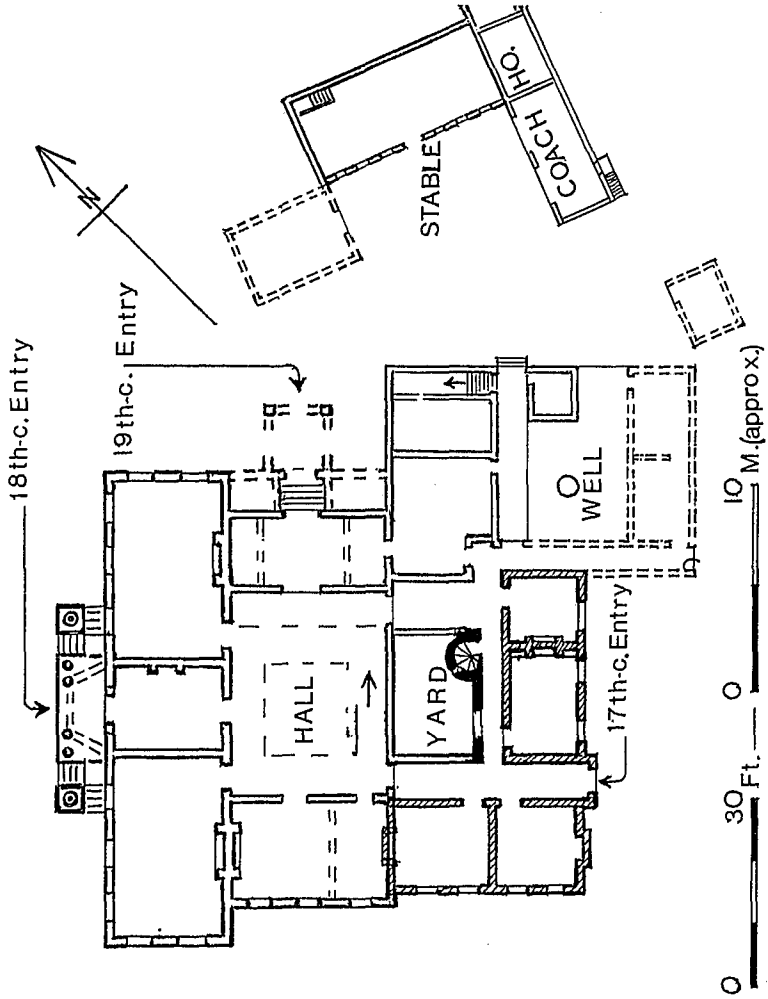 18th-c. Entry
19th-c. Entry
N
STABLE
COACH HO.
HALL
YARD
WELL
17th-c. Entry
0 10 M. (approx.)
0 30 Ft.